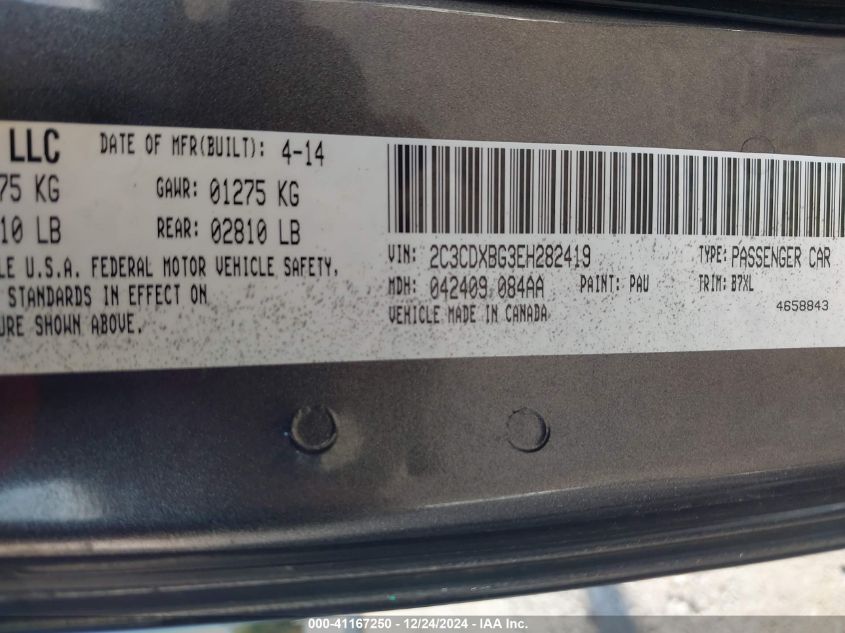 LLC DATE OF MFR(BUILT): 4-14
75 KG GAWR: 01275 KG
10 LB REAR: 02810 LB
LE U.S.A. FEDERAL MOTOR VEHICLE SAFETY,
STANDARDS IN EFFECT ON
URE SHOWN ABOVE.
VIN: 2C3CDXBG3EH282419 TYPE: PASSENGER CAR
MDH: 042409 084AA PAINT: PAU TRIM: B7XL
VEHICLE MADE IN CANADA 4658843
000-41167250 - 12/24/2024 - IAA Inc.